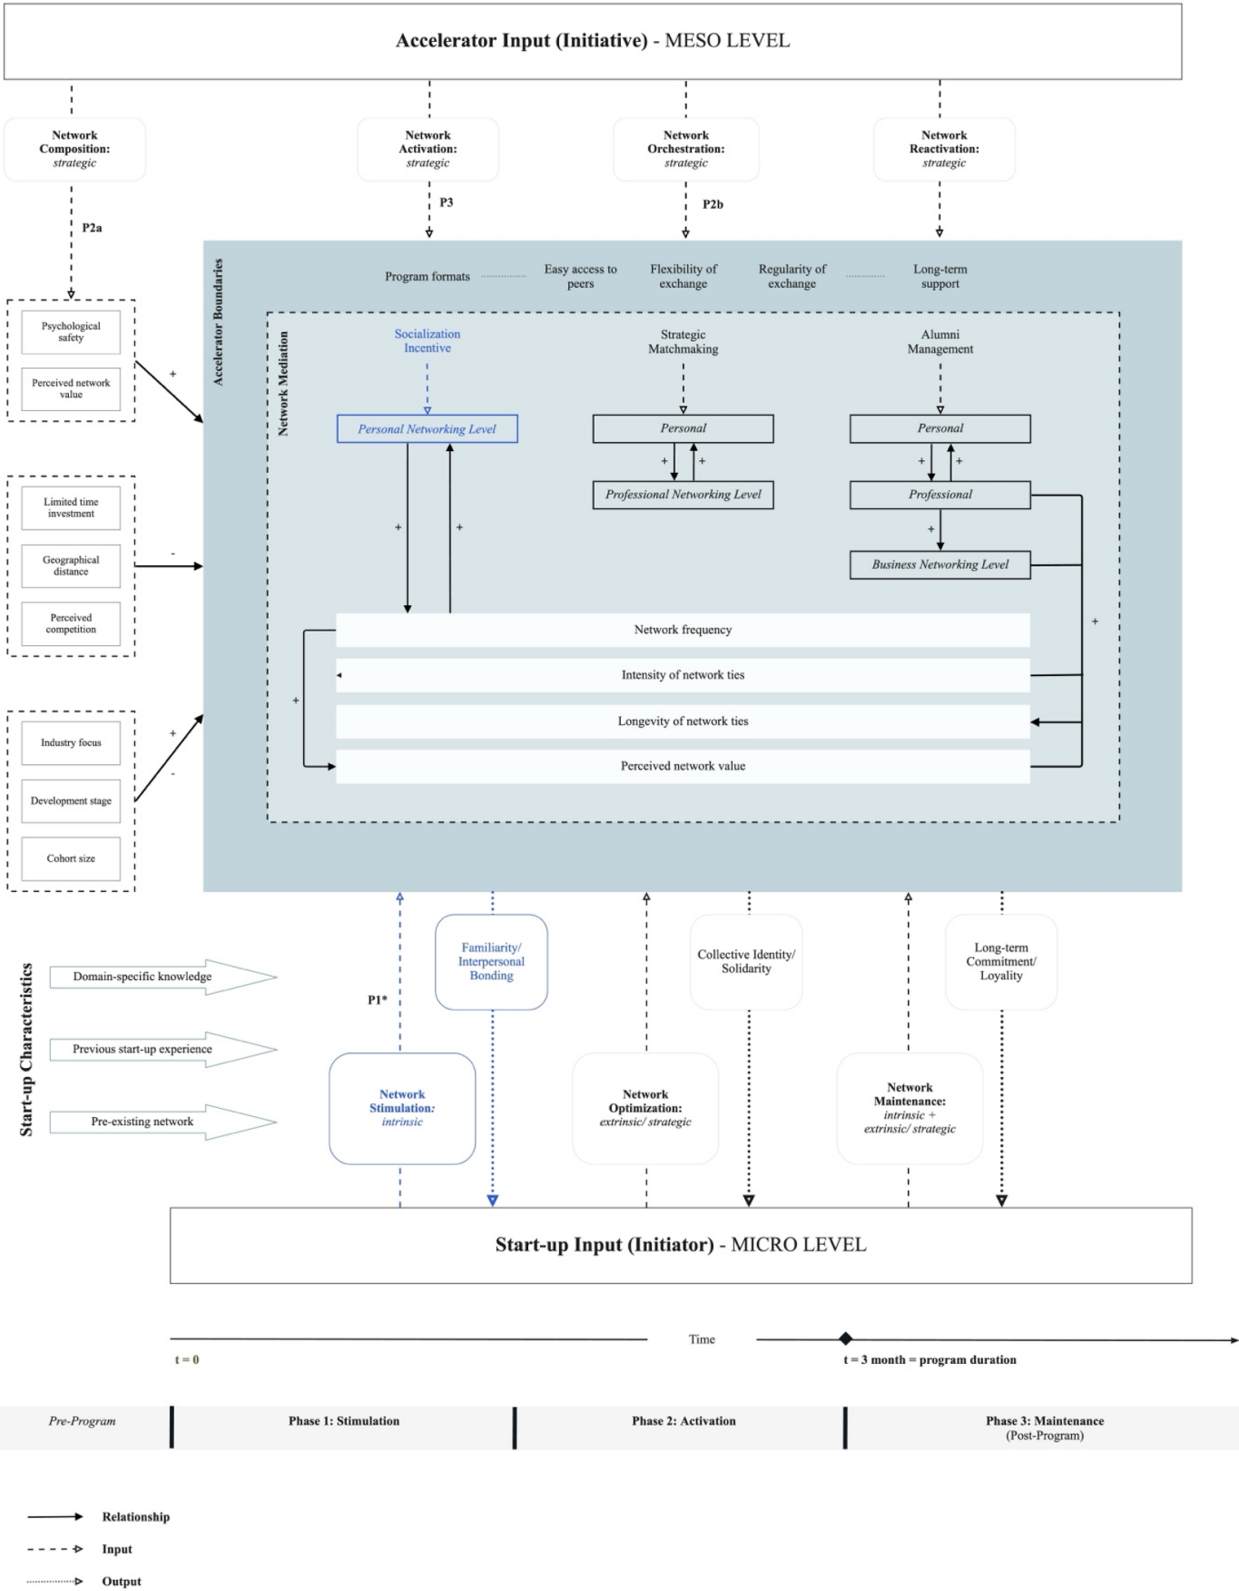 Accelerator Input (Initiative) - MESO LEVEL
Network
Composition:
strategic
Network
Activation:
strategic
Network
Orchestration:
strategic
Network
Reactivation:
strategic
P2a
P3
P2b
Accelerator Boundaries
Program formats
Easy access to
peers
Flexibility of
exchange
Regularity of
exchange
Long-term
support
Psychological
safety
Perceived network
value
+
Limited time
investment
Geographical
distance
Perceived
competition
-
Industry focus
Development stage
Cohort size
+
-
Network Mediation
Socialization
Incentive
Strategic
Matchmaking
Alumni
Management
Personal Networking Level
Personal
Personal
+
+
+
+
Professional Networking Level
Professional
+
+
+
Business Networking Level
+
+
Network frequency
Intensity of network ties
Longevity of network ties
Perceived network value
Start-up Characteristics
Domain-specific knowledge
Previous start-up experience
Pre-existing network
P1*
Familiarity/
Interpersonal
Bonding
Collective Identity/
Solidarity
Long-term
Commitment/
Loyality
Network
Stimulation:
intrinsic
Network
Optimization:
extrinsic/ strategic
Network
Maintenance:
intrinsic +
extrinsic/ strategic
Start-up Input (Initiator) - MICRO LEVEL
Time
t = 0
t = 3 month = program duration
Pre-Program
Phase 1: Stimulation
Phase 2: Activation
Phase 3: Maintenance
(Post-Program)
Relationship
Input
Output